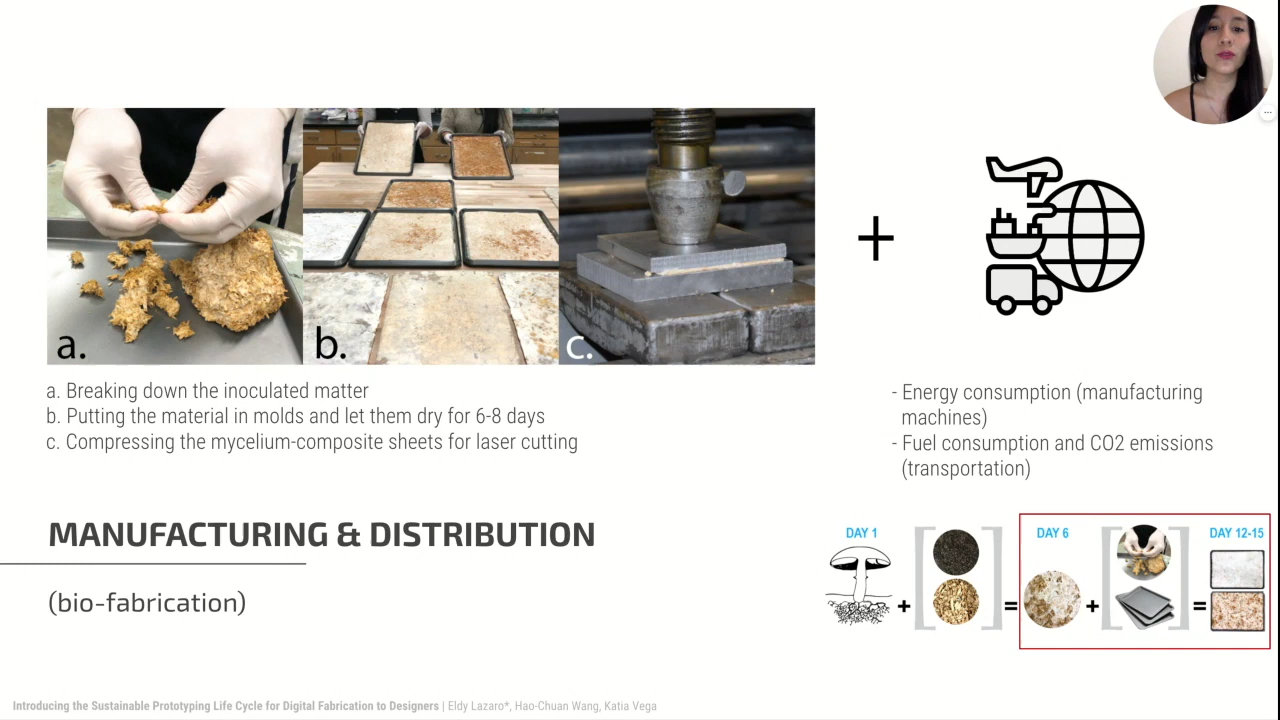 a.
b.
c.
+
a. Breaking down the inoculated matter
b. Putting the material in molds and let them dry for 6-8 days
c. Compressing the mycelium-composite sheets for laser cutting
- Energy consumption (manufacturing
machines)
- Fuel consumption and CO2 emissions
(transportation)
MANUFACTURING & DISTRIBUTION
(bio-fabrication)
DAY 1
DAY 6
DAY 12-15
+ [ ] = + [ ] =
Introducing the Sustainable Prototyping Life Cycle for Digital Fabrication to Designers | Eldy Lazaro*, Hao-Chuan Wang, Katia Vega